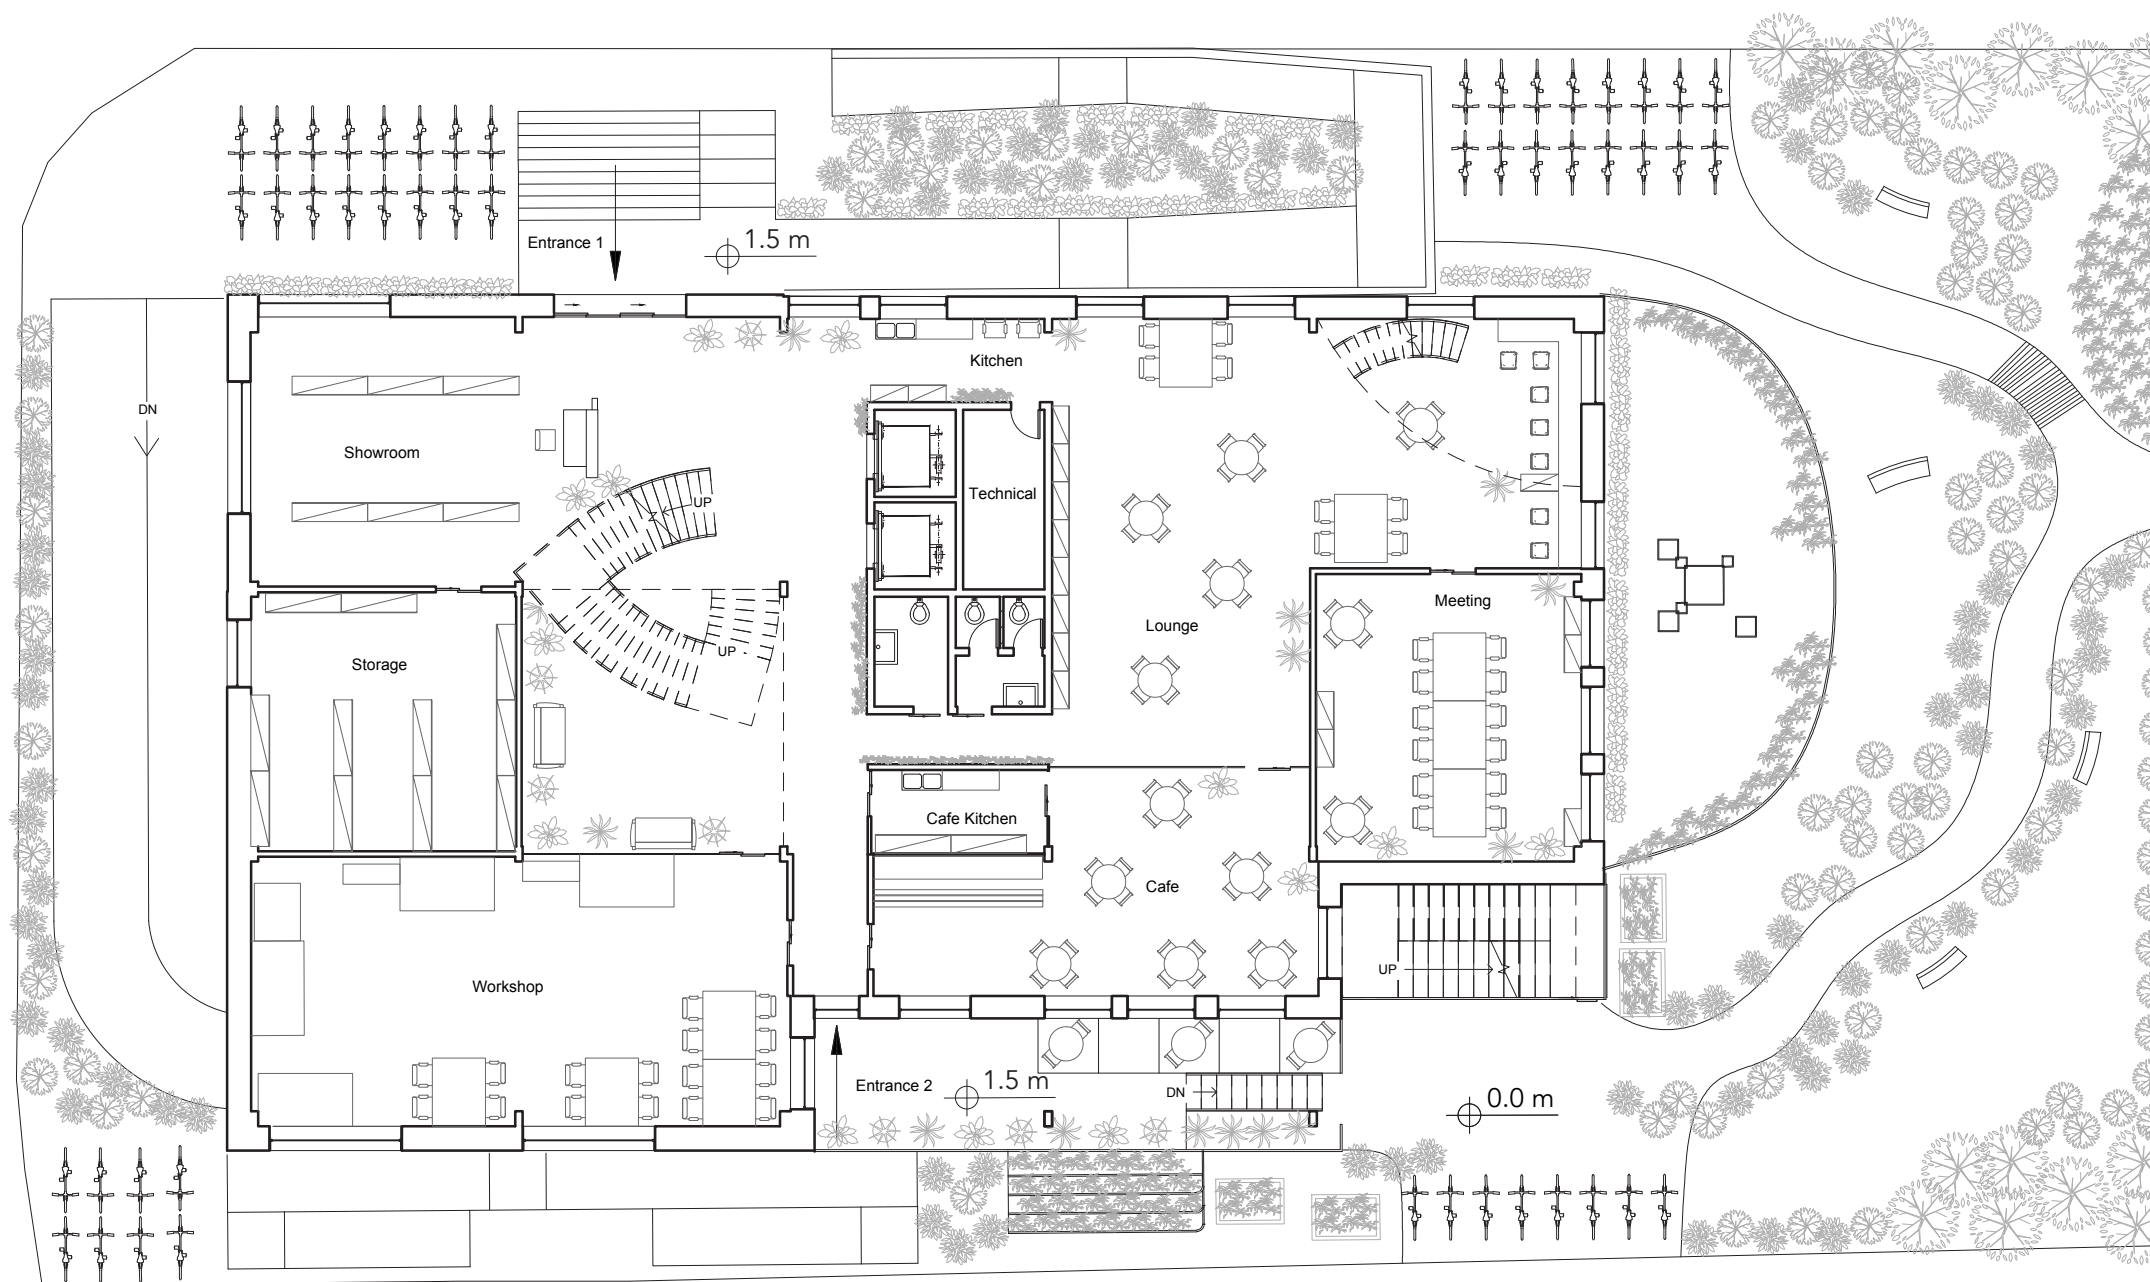 Entrance 1
1.5 m
Kitchen
DN
Showroom
UP
Technical
Meeting
Lounge
UP
Storage
Cafe Kitchen
Cafe
UP
Workshop
Entrance 2
1.5 m
DN
0.0 m